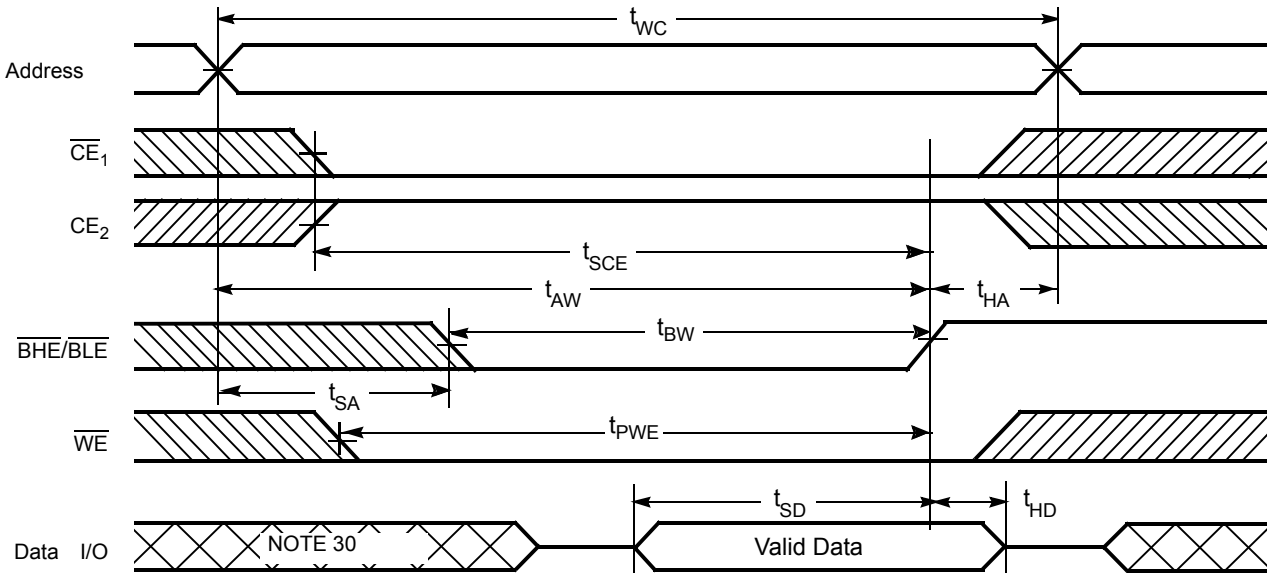 tWC
Address
CE1
CE2
tSCE
tAW
tHA
BHE/BLE
tBW
tSA
WE
tPWE
tSD
tHD
Data I/O
NOTE 30
Valid Data